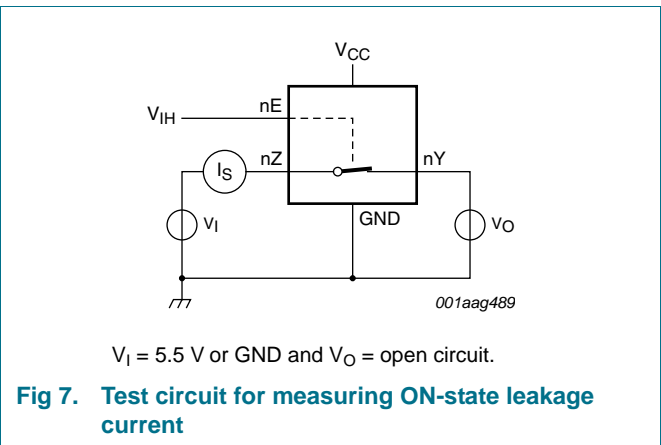 VCC
VIH
nE
nZ
nY
IS
VI
GND
VO
001aag489
VI = 5.5 V or GND and VO = open circuit.
Fig 7. Test circuit for measuring ON-state leakage
current